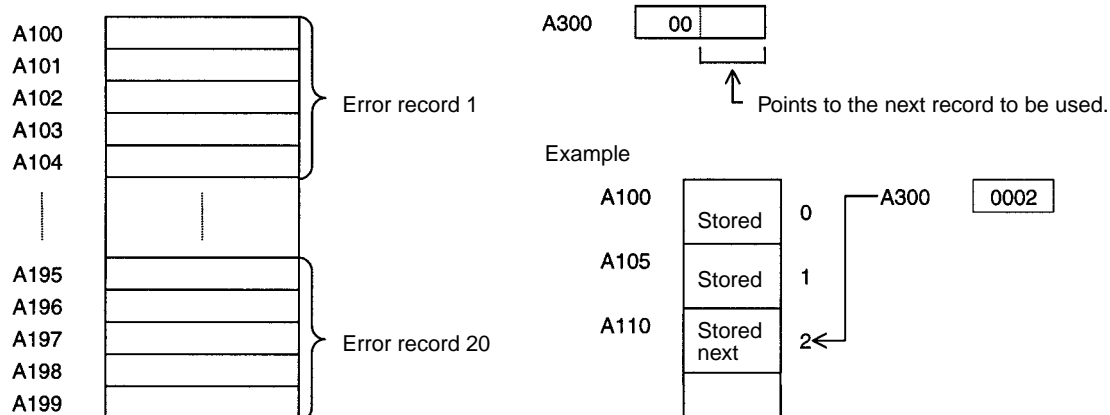 A100
A101
A102
A103
A104
Error record 1
A195
A196
A197
A198
A199
Error record 20
A300 00
Points to the next record to be used.
Example
A100 Stored 0
A300 0002
A105 Stored 1
A110 Stored
next 2